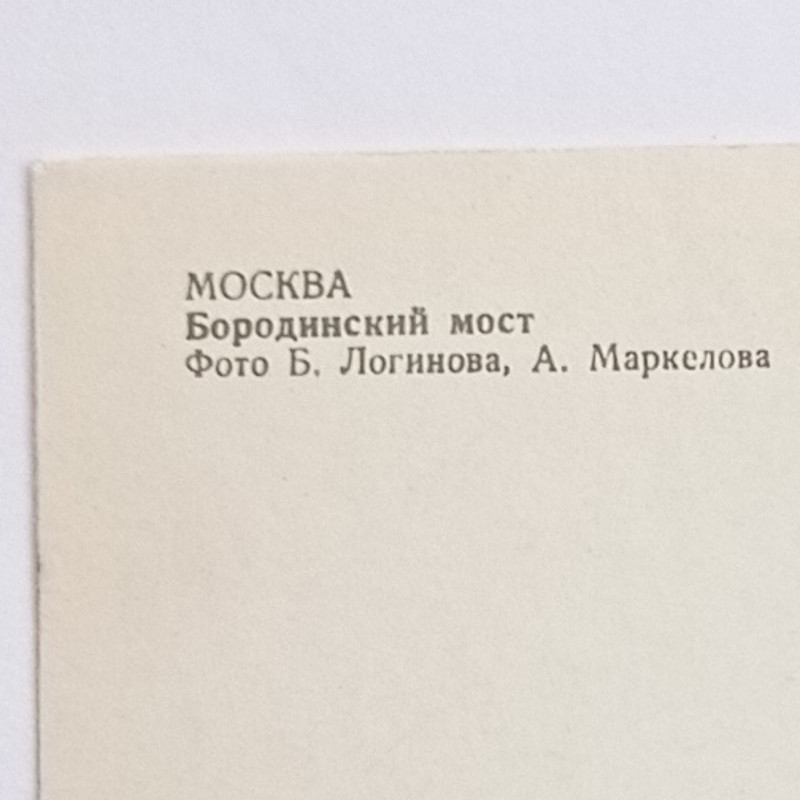 МОСКВА
Бородинский мост
Фото Б. Логинова, А. Маркелова